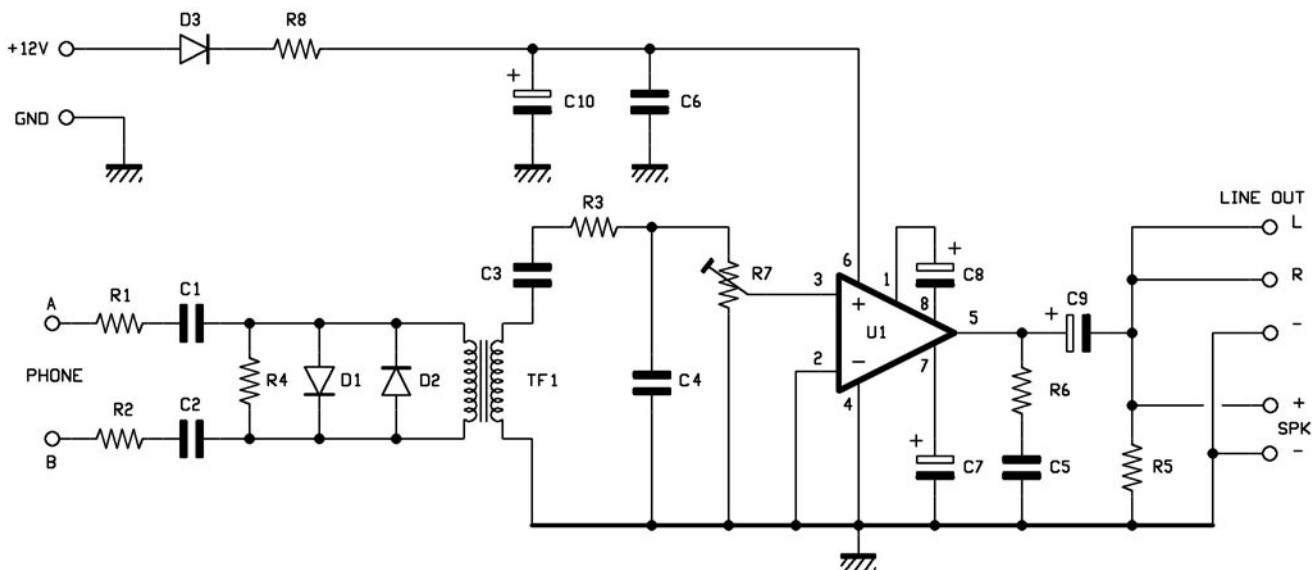 D3
R8
+12V
+
C10
C6
GND
R3
LINE OUT
L
6
1
+
C8
C3
R7
3
8
R
A
R1
C1
+
U1
5
+
C9
-
PHONE
R4
D1
D2
TF1
C4
2
-
7
R6
R2
C2
4
+
SPK
B
+
C7
C5
R5
-